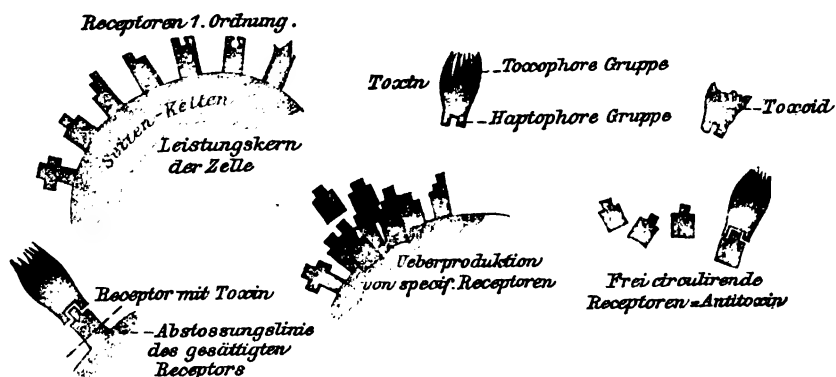 Receptoren 1. Ordnung.
Seiten-Ketten
Leistungskern
der Zelle
Toxin
Toxophore Gruppe
Haptophore Gruppe
Toxoid
Receptor mit Toxin
Abstossungslinie
des gesättigten
Receptors
Ueberproduktion
von specif. Receptoren
Frei circulirende
Receptoren = Antitoxin